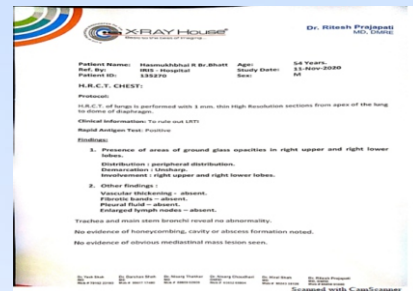 X-RAY HOUSE
Dr. Ritesh Prajapati
MD, DMRE
Patient Name: Hasmukhbhai R Br.Bhatt Age: 54 Years.
Ref. By: IRIS - Hospital Study Date: 11-Nov-2020
Patient ID: 135270 Sex: M
H.R.C.T. CHEST:
Protocol:
H.R.C.T. of lungs is performed with 1 mm. thin High Resolution sections from apex of the lung
to dome of diaphragm.
Clinical Information: To rule out LRTI
Rapid Antigen Test: Positive
Findings:
1. Presence of areas of ground glass opacities in right upper and right lower
lobes.
Distribution : peripheral distribution.
Demarcation : Unsharp.
Involvement : right upper and right lower lobes.
2. Other findings :
Vascular thickening - absent.
Fibrotic bands – absent.
Pleural fluid – absent.
Enlarged lymph nodes – absent.
Trachea and main stem bronchi reveal no abnormality.
No evidence of honeycombing, cavity or abscess formation noted.
No evidence of obvious mediastinal mass lesion seen.
Scanned with CamScanner